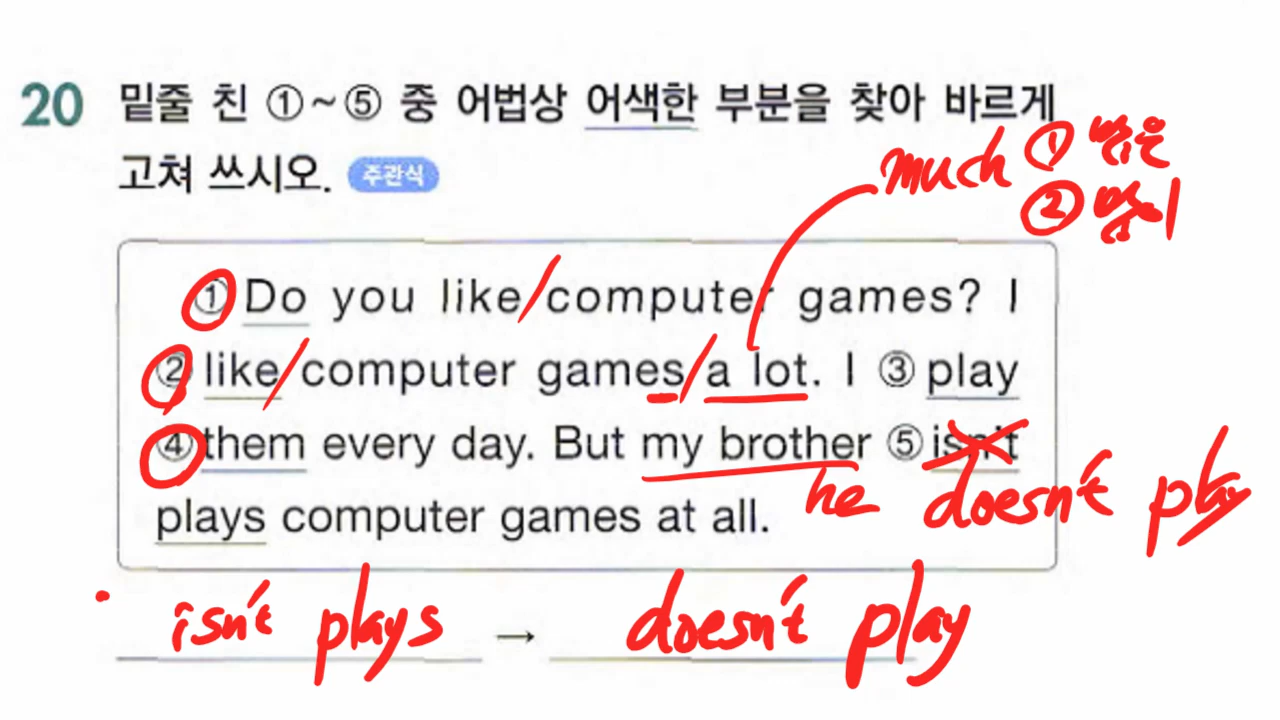 20 밑줄 친 ①~⑤ 중 어법상 어색한 부분을 찾아 바르게
고쳐 쓰시오. 주관식
much ① 많은
② 많이
① Do you like / computer games? I
② like / computer games / a lot. I ③ play
④ them every day. But my brother ⑤ isn't
he doesn't play
plays computer games at all.
isn't plays → doesn't play